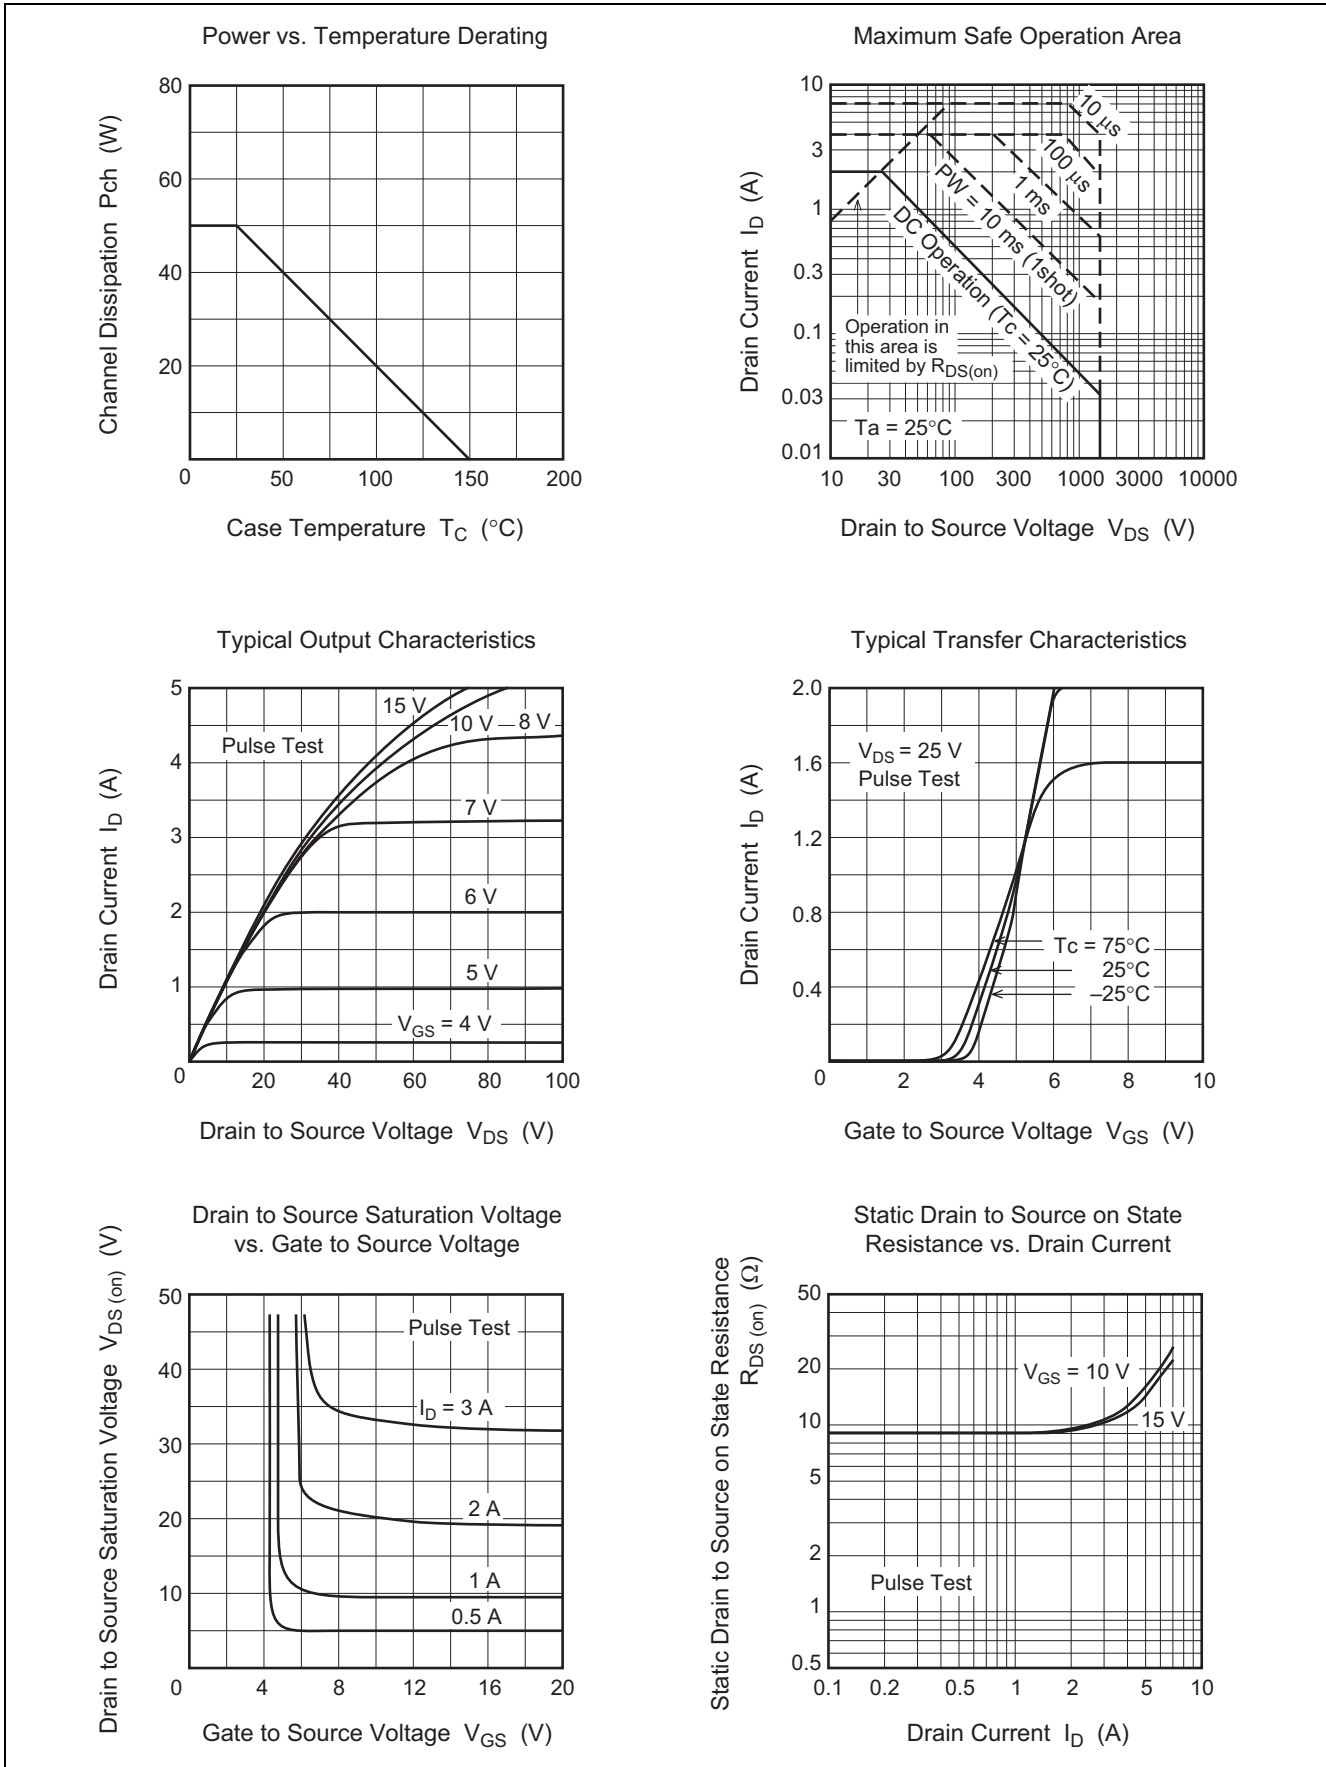 Power vs. Temperature Derating
Channel Dissipation Pch (W)
80
60
40
20
0
50
100
150
200
Case Temperature TC (°C)
Maximum Safe Operation Area
Drain Current ID (A)
10
3
1
0.3
0.1
0.03
0.01
10 μs
100 μs
1 ms
PW = 10 ms (1shot)
DC Operation (Tc = 25°C)
Operation in
this area is
limited by RDS(on)
Ta = 25°C
10
30
100
300
1000
3000
10000
Drain to Source Voltage VDS (V)
Typical Output Characteristics
Drain Current ID (A)
5
4
3
2
1
0
15 V
10 V
8 V
Pulse Test
7 V
6 V
5 V
VGS = 4 V
20
40
60
80
100
Drain to Source Voltage VDS (V)
Typical Transfer Characteristics
Drain Current ID (A)
2.0
1.6
1.2
0.8
0.4
0
VDS = 25 V
Pulse Test
Tc = 75°C
25°C
–25°C
2
4
6
8
10
Gate to Source Voltage VGS (V)
Drain to Source Saturation Voltage
vs. Gate to Source Voltage
Drain to Source Saturation Voltage VDS (on) (V)
50
40
30
20
10
0
Pulse Test
ID = 3 A
2 A
1 A
0.5 A
4
8
12
16
20
Gate to Source Voltage VGS (V)
Static Drain to Source on State
Resistance vs. Drain Current
Static Drain to Source on State Resistance
RDS (on) (Ω)
50
20
10
5
2
1
0.5
VGS = 10 V
15 V
Pulse Test
0.1
0.2
0.5
1
2
5
10
Drain Current ID (A)